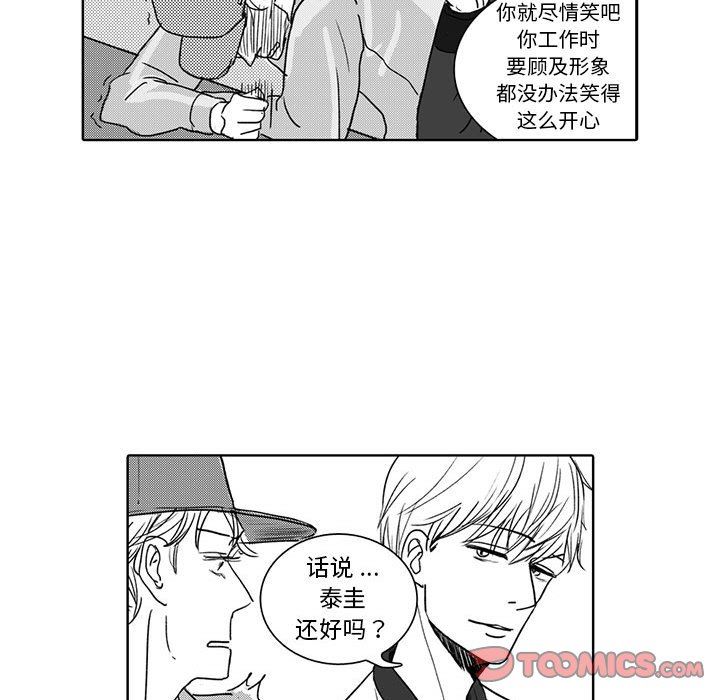 你就尽情笑吧
你工作时
要顾及形象
都没办法笑得
这么开心
话说 ...
泰圭
还好吗？
TOOMICS.COM